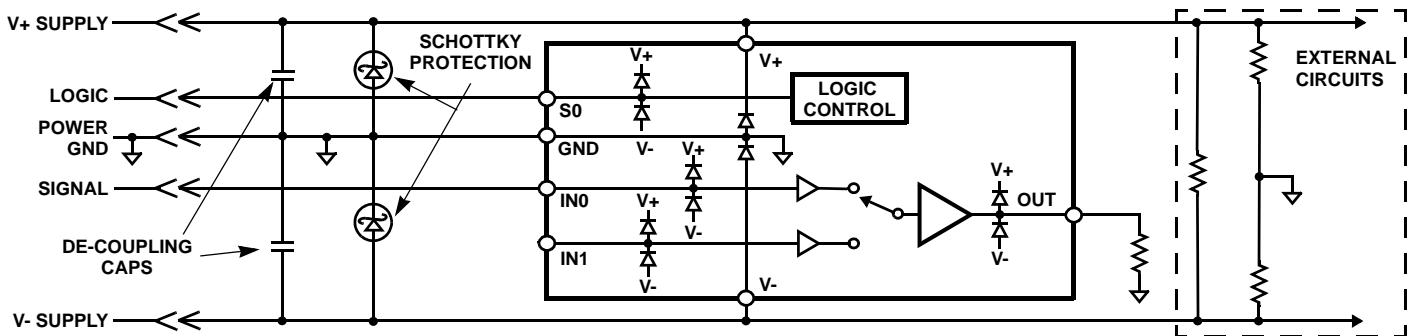 V+ SUPPLY
SCHOTTKY
PROTECTION
EXTERNAL
CIRCUITS
V+
V+
LOGIC
CONTROL
LOGIC
S0
POWER
GND
GND
V-
V+
SIGNAL
IN0
V+
V+
OUT
V-
DE-COUPLING
CAPS
IN1
V-
V-
V-
V- SUPPLY